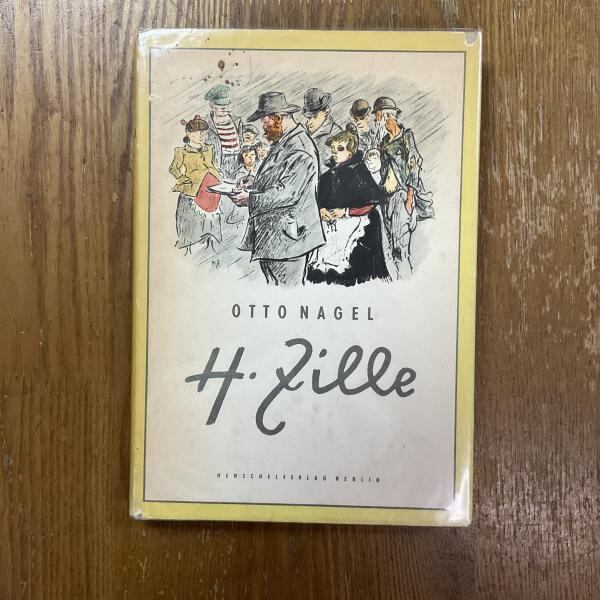 OTTO NAGEL
H. Zille
HENSCHELVERLAG BERLIN